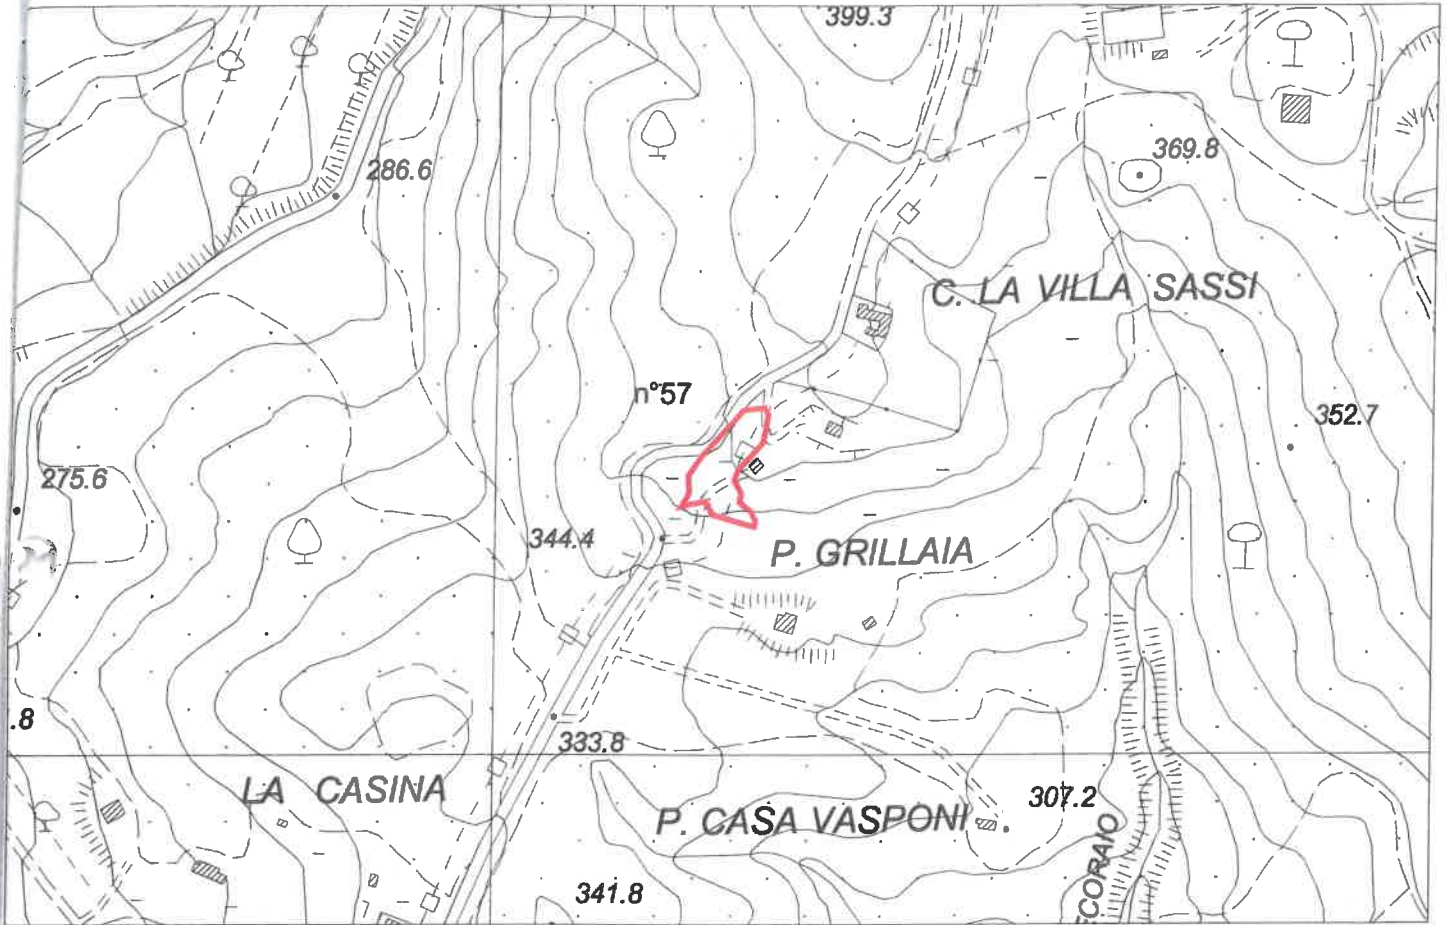 399.3
286.6
369.8
C. LA VILLA SASSI
n°57
352.7
275.6
344.4
P. GRILLAIA
.8
333.8
LA CASINA
307.2
P. CASA VASPONI
ECORAIO
341.8